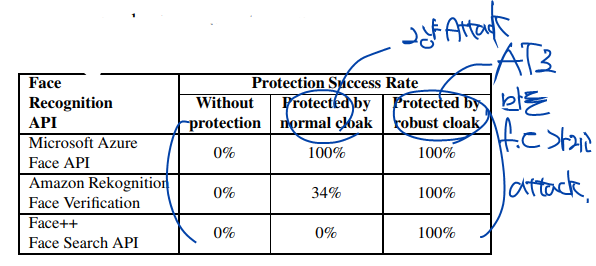 그냥 Attack
AT로
만든
f.c 가지고
attack.
Face
Recognition
API
Protection Success Rate
Without
protection
Protected by
normal cloak
Protected by
robust cloak
Microsoft Azure
Face API
0%
100%
100%
Amazon Rekognition
Face Verification
0%
34%
100%
Face++
Face Search API
0%
0%
100%